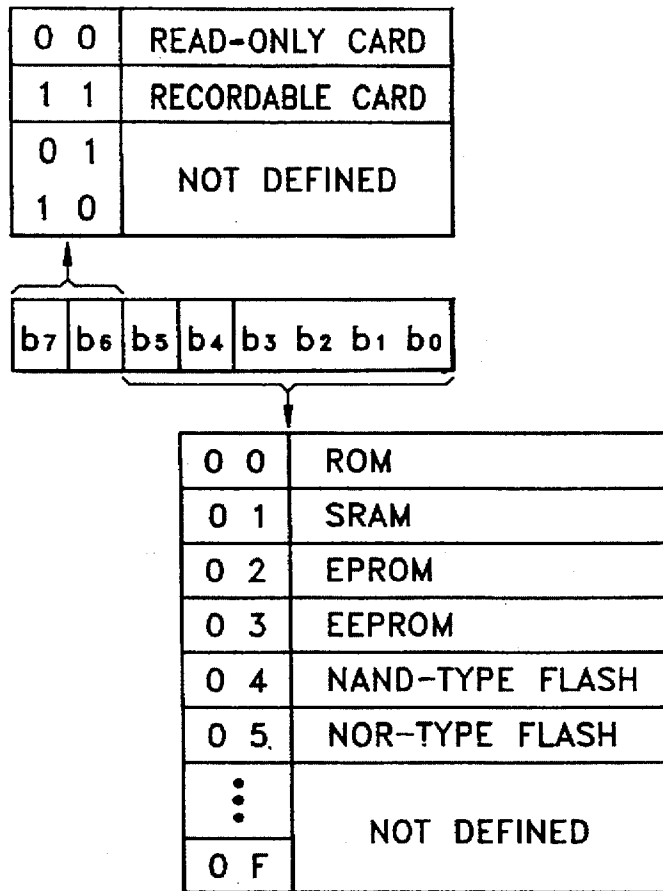 0 0 READ-ONLY CARD
1 1 RECORDABLE CARD
0 1
NOT DEFINED
1 0
b7 b6 b5 b4 b3 b2 b1 b0
0 0 ROM
0 1 SRAM
0 2 EPROM
0 3 EEPROM
0 4 NAND-TYPE FLASH
0 5 NOR-TYPE FLASH
NOT DEFINED
0 F